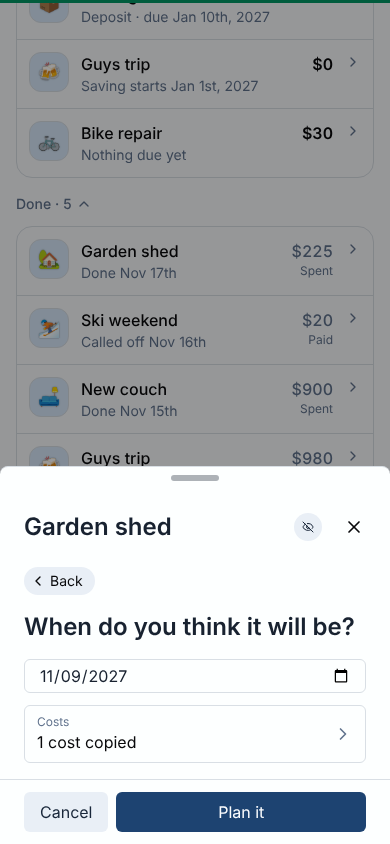 Deposit · due Jan 10th, 2027
Guys trip
$0
Saving starts Jan 1st, 2027
Bike repair
$30
Nothing due yet
Done · 5
Garden shed
$225
Done Nov 17th
Spent
Ski weekend
$20
Called off Nov 16th
Paid
New couch
$900
Done Nov 15th
Spent
Guys trip
$980
Garden shed
Back
When do you think it will be?
11/09/2027
Costs
1 cost copied
Cancel
Plan it